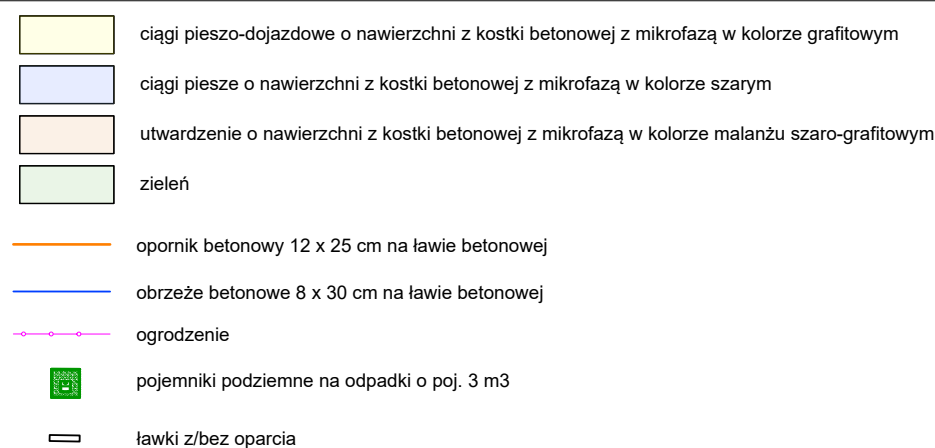 ciągi pieszo-dojazdowe o nawierzchni z kostki betonowej z mikrofazą w kolorze grafitowym
ciągi piesze o nawierzchni z kostki betonowej z mikrofazą w kolorze szarym
utwardzenie o nawierzchni z kostki betonowej z mikrofazą w kolorze malanżu szaro-grafitowym
zieleń
opornik betonowy 12 x 25 cm na ławie betonowej
obrzeże betonowe 8 x 30 cm na ławie betonowej
ogrodzenie
pojemniki podziemne na odpadki o poj. 3 m3
ławki z/bez oparcia